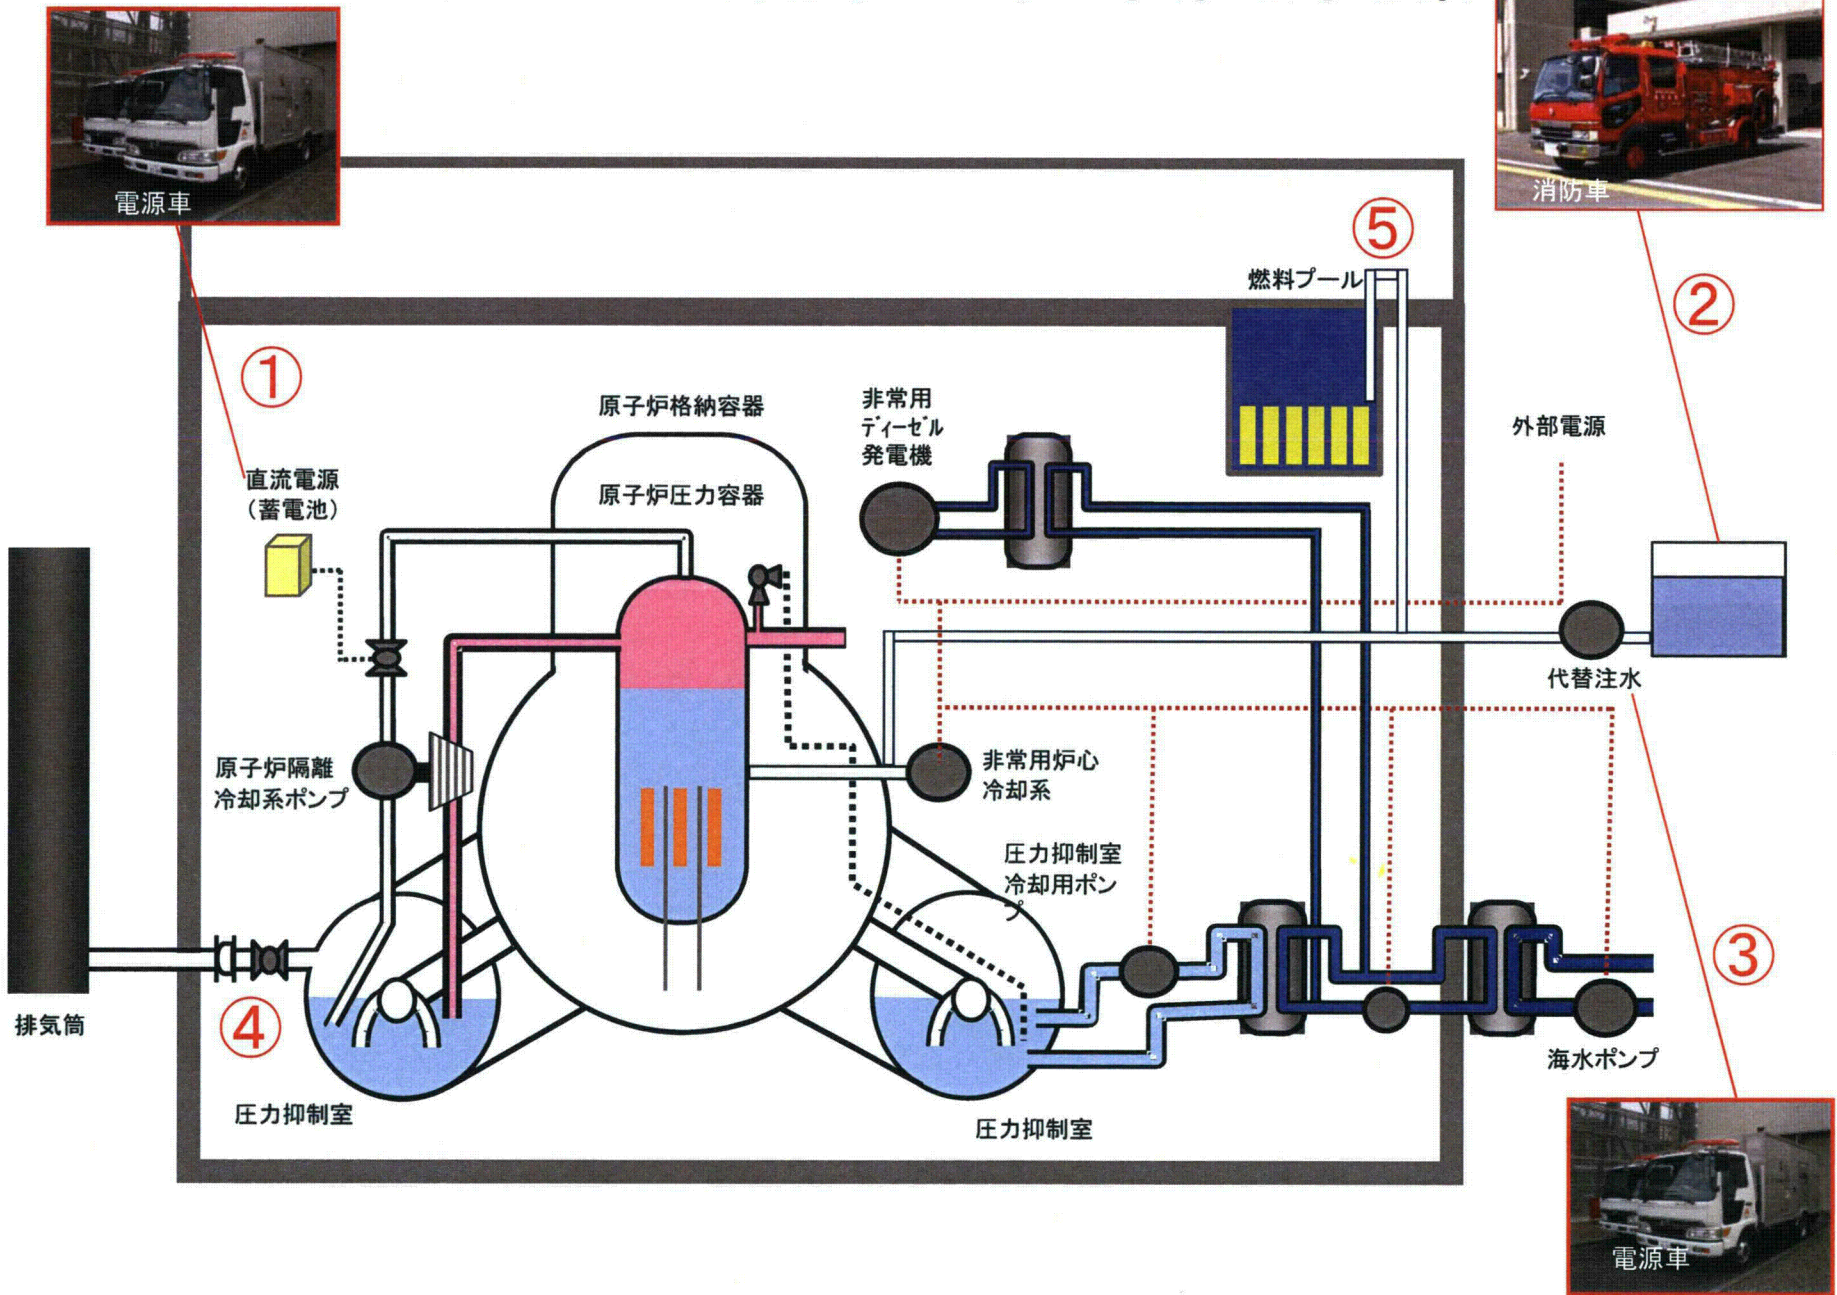 電源車
消防車
⑤
燃料プール
②
①
原子炉格納容器
非常用
ディーゼル
発電機
外部電源
直流電源
（蓄電池）
原子炉圧力容器
代替注水
原子炉隔離
冷却系ポンプ
非常用炉心
冷却系
圧力抑制室
冷却用ポン
プ
③
排気筒
④
海水ポンプ
圧力抑制室
圧力抑制室
電源車